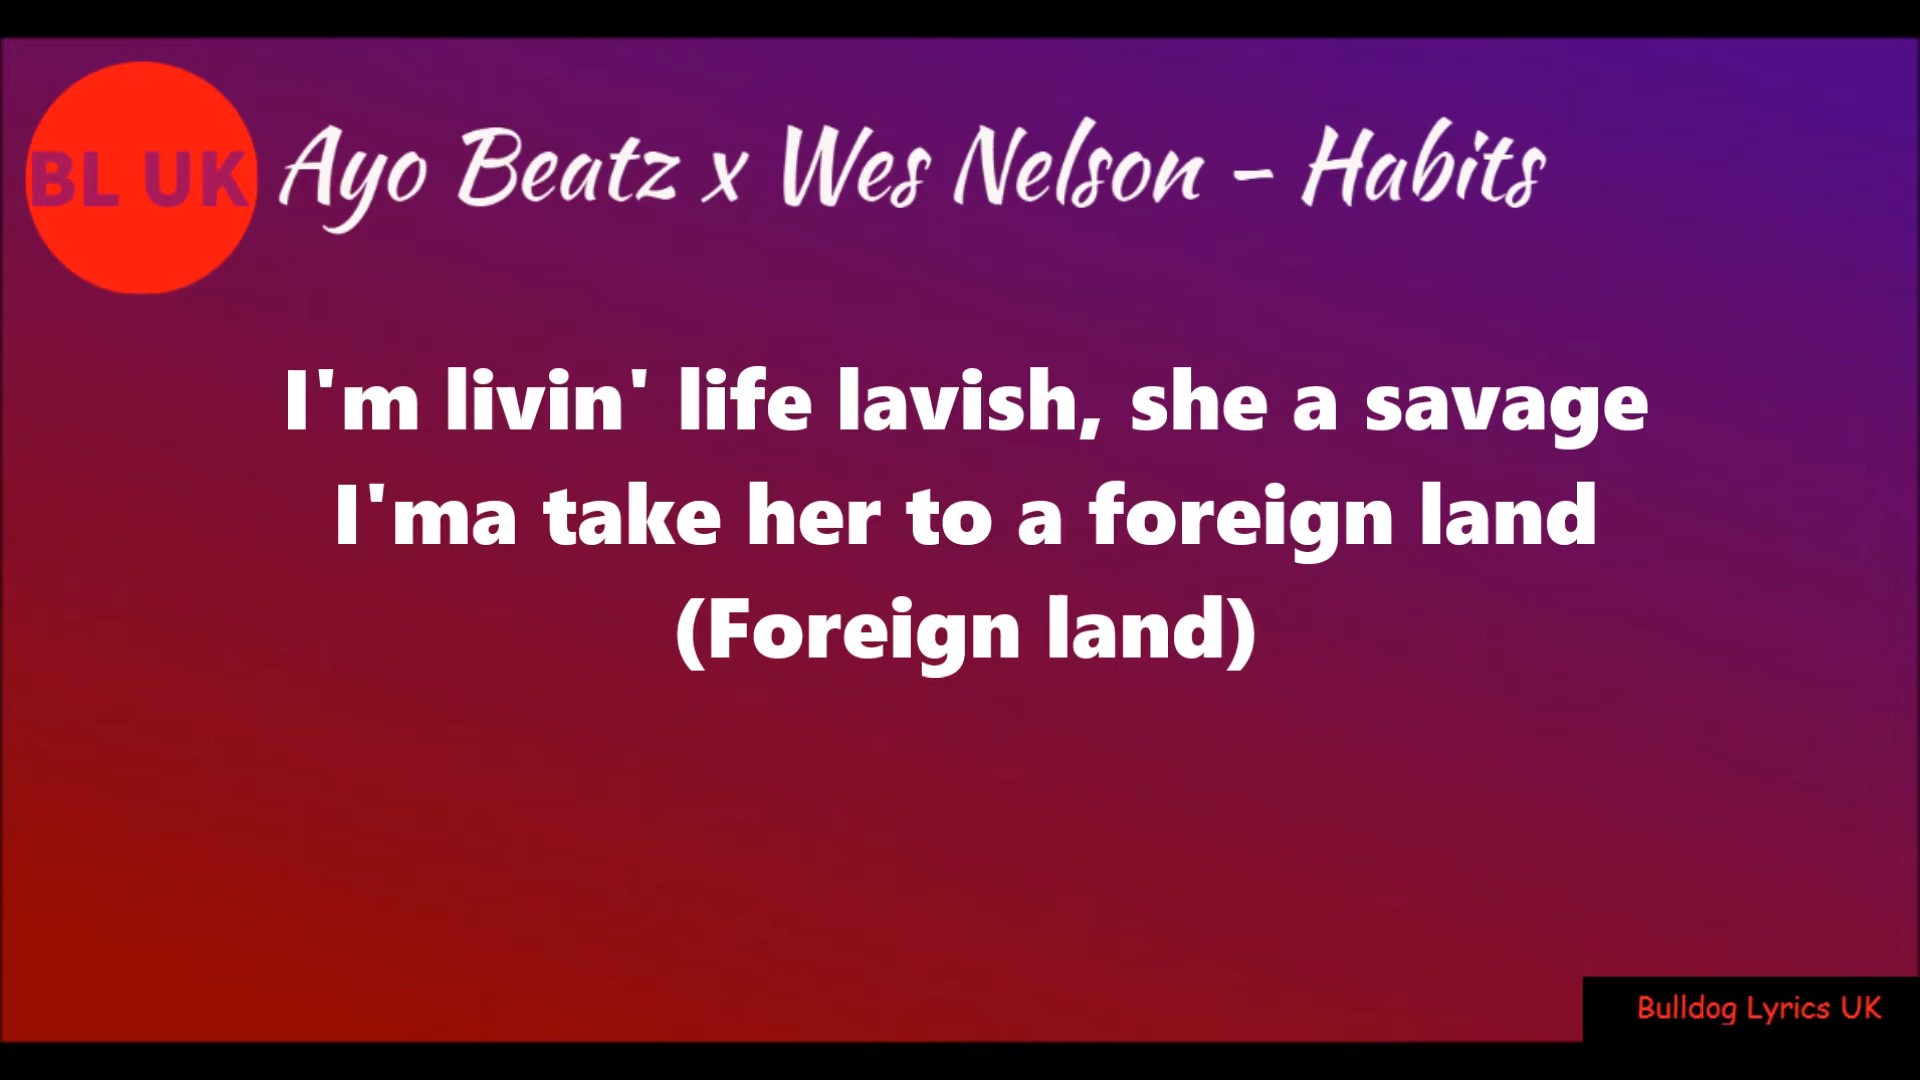 BL UK
Ayo Beatz x Wes Nelson - Habits
I'm livin' life lavish, she a savage
I'ma take her to a foreign land
(Foreign land)
Bulldog Lyrics UK